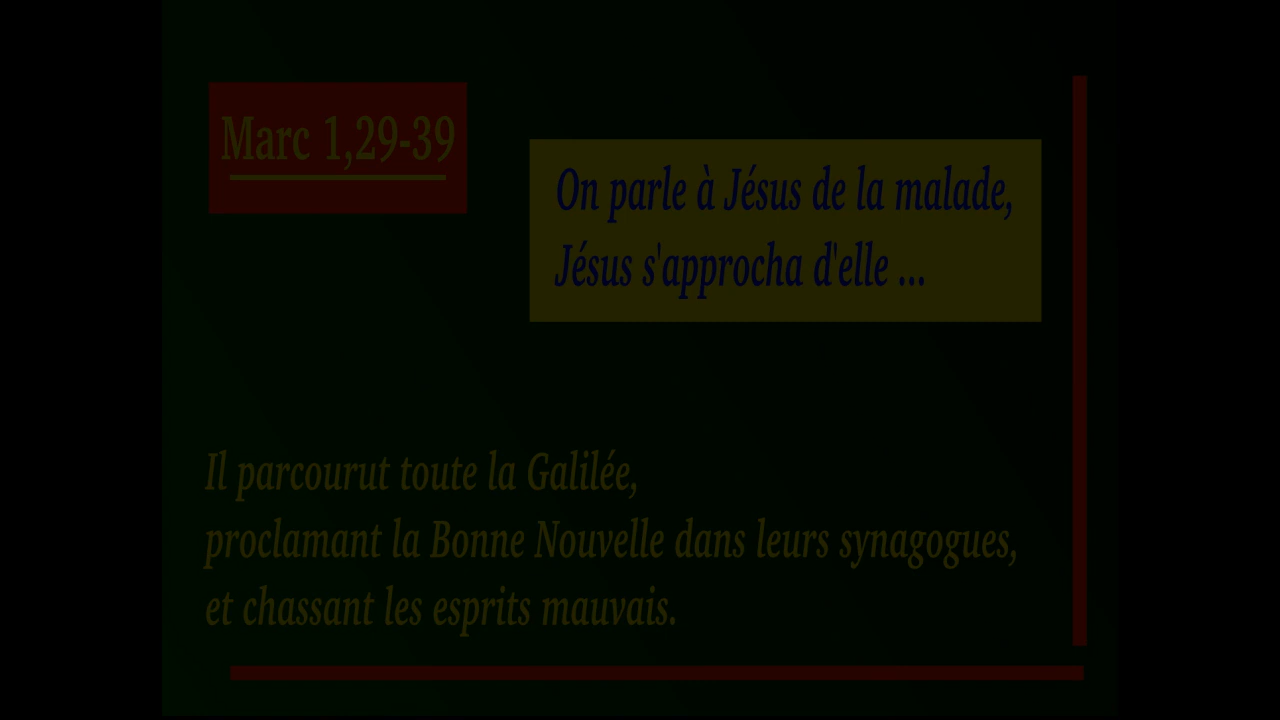 Marc 1,29-39
On parle à Jésus de la malade,
Jésus s'approcha d'elle ...
Il parcourut toute la Galilée,
proclamant la Bonne Nouvelle dans leurs synagogues,
et chassant les esprits mauvais.